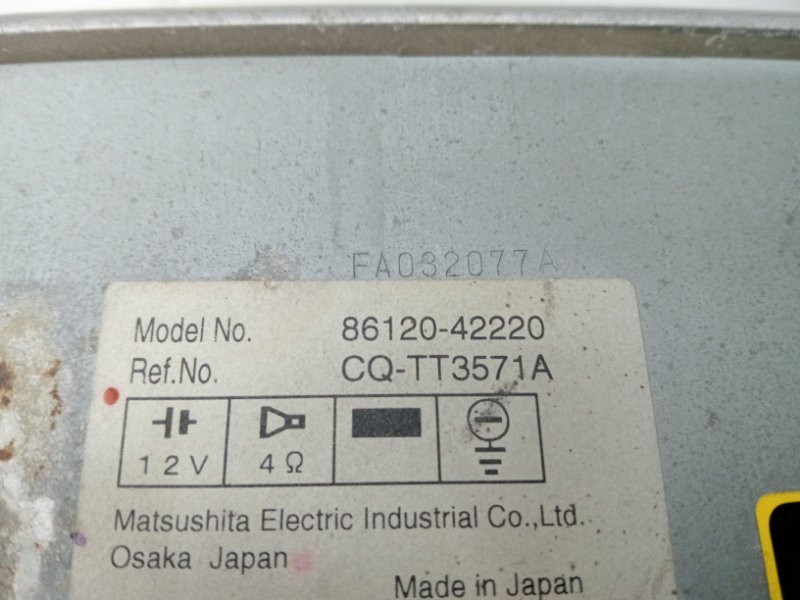 FA032077A
Model No. 86120-42220
Ref.No. CQ-TT3571A
12V 4Ω
Matsushita Electric Industrial Co.,Ltd.
Osaka Japan
Made in Japan